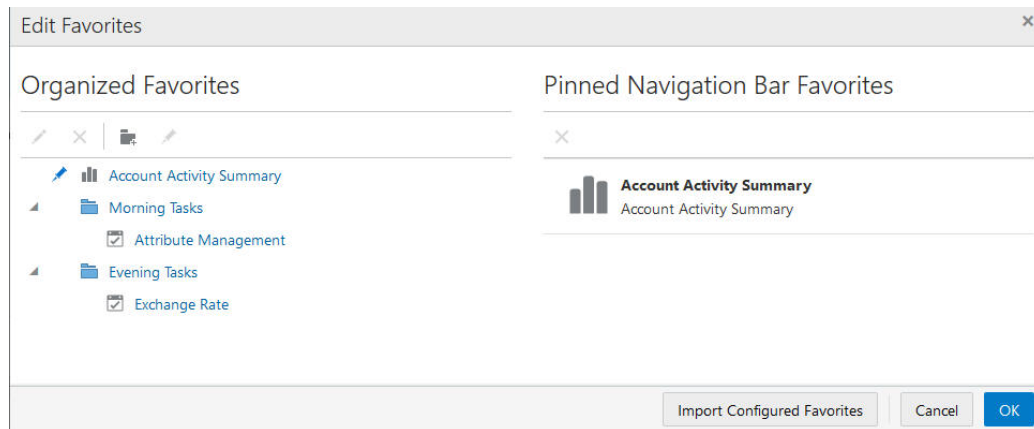 Edit Favorites
Organized Favorites
Account Activity Summary
Morning Tasks
Attribute Management
Evening Tasks
Exchange Rate
Pinned Navigation Bar Favorites
Account Activity Summary
Account Activity Summary
Import Configured Favorites
Cancel
OK